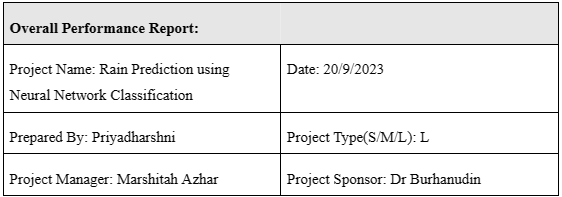 Overall Performance Report:
Project Name: Rain Prediction using
Neural Network Classification
Date: 20/9/2023
Prepared By: Priyadharshni
Project Type(S/M/L): L
Project Manager: Marshitah Azhar
Project Sponsor: Dr Burhanudin